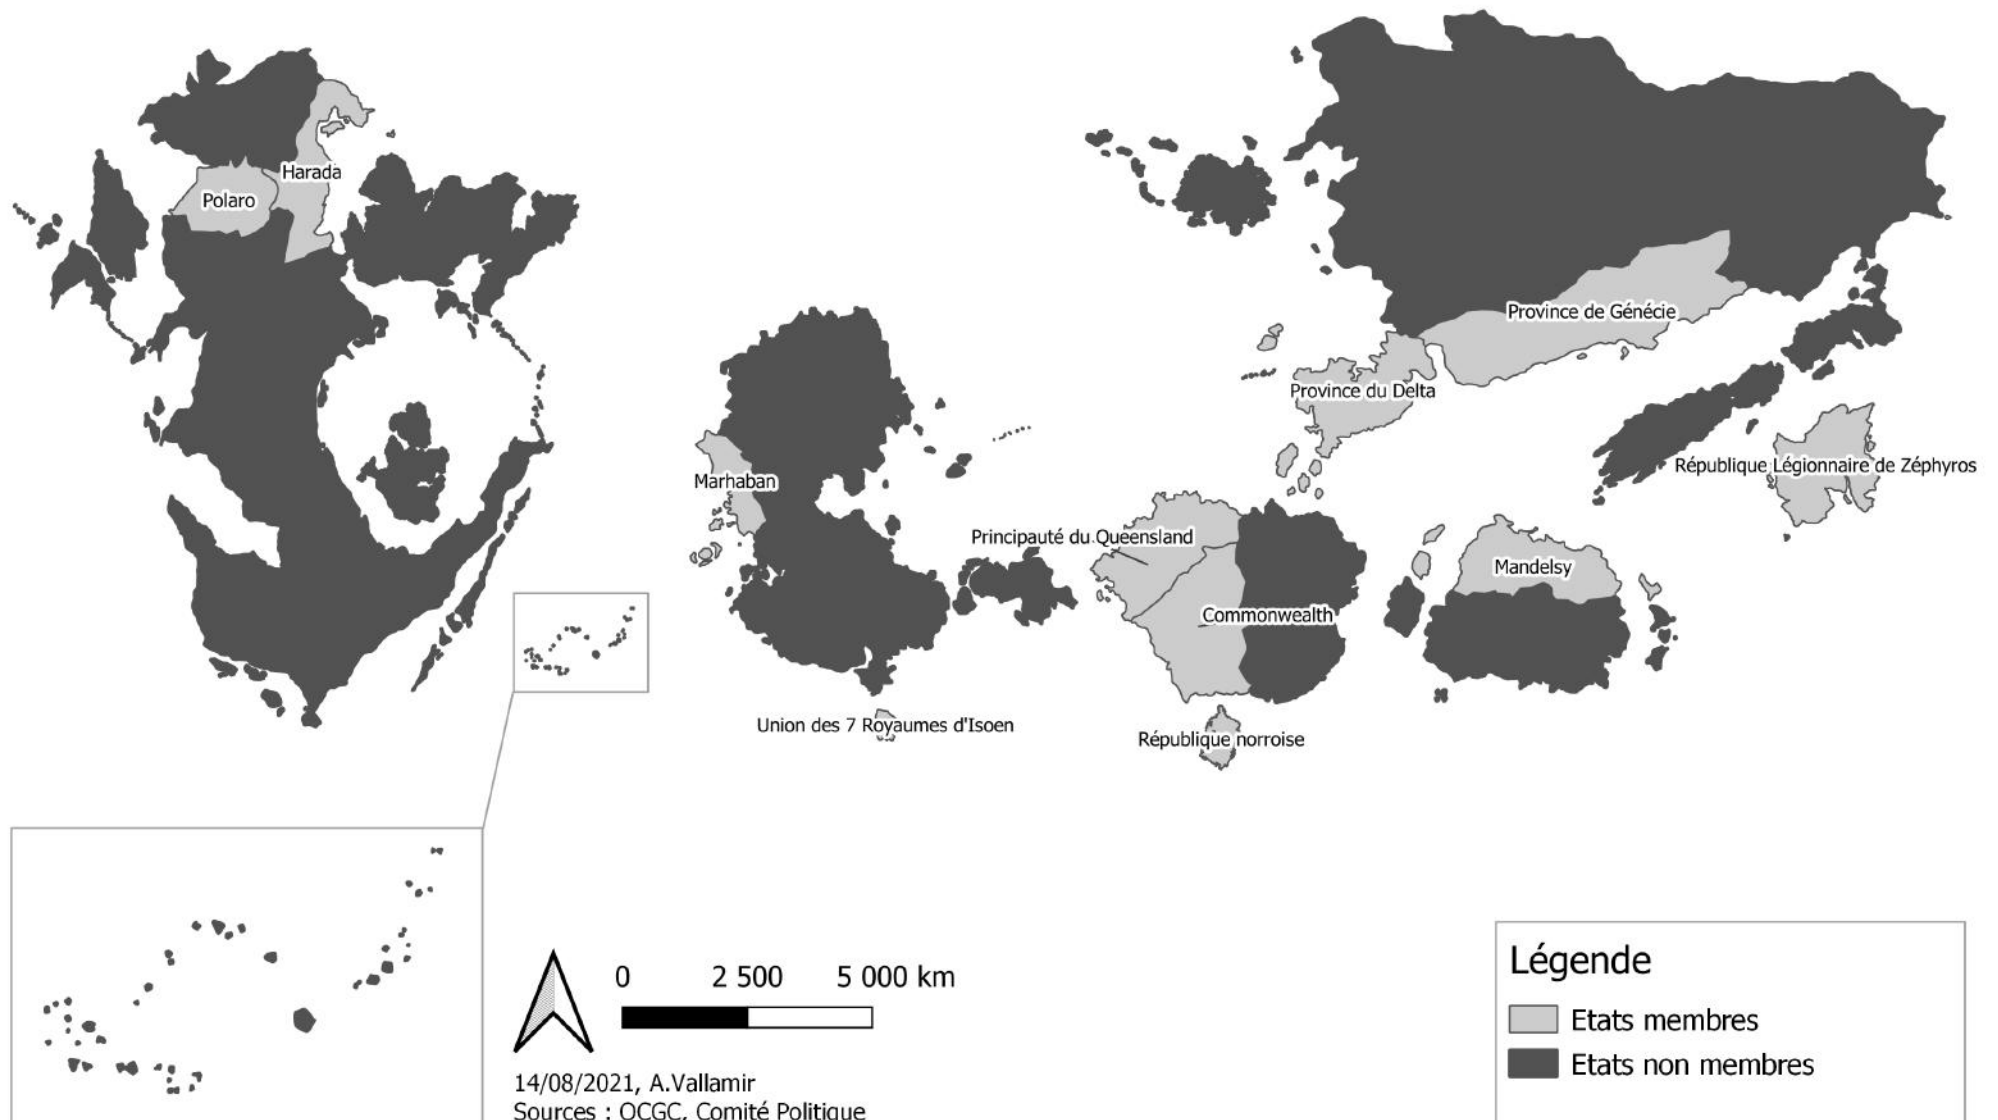 Harada
Polaro
Province de Génécie
Province du Delta
République Légionnaire de Zéphyros
Marhaban
Principauté du Queensland
Mandelsy
Commonwealth
Union des 7 Royaumes d'Isoen
République norroise
0 2 500 5 000 km
14/08/2021, A.Vallamir
Sources : OCGC, Comité Politique
Légende
Etats membres
Etats non membres